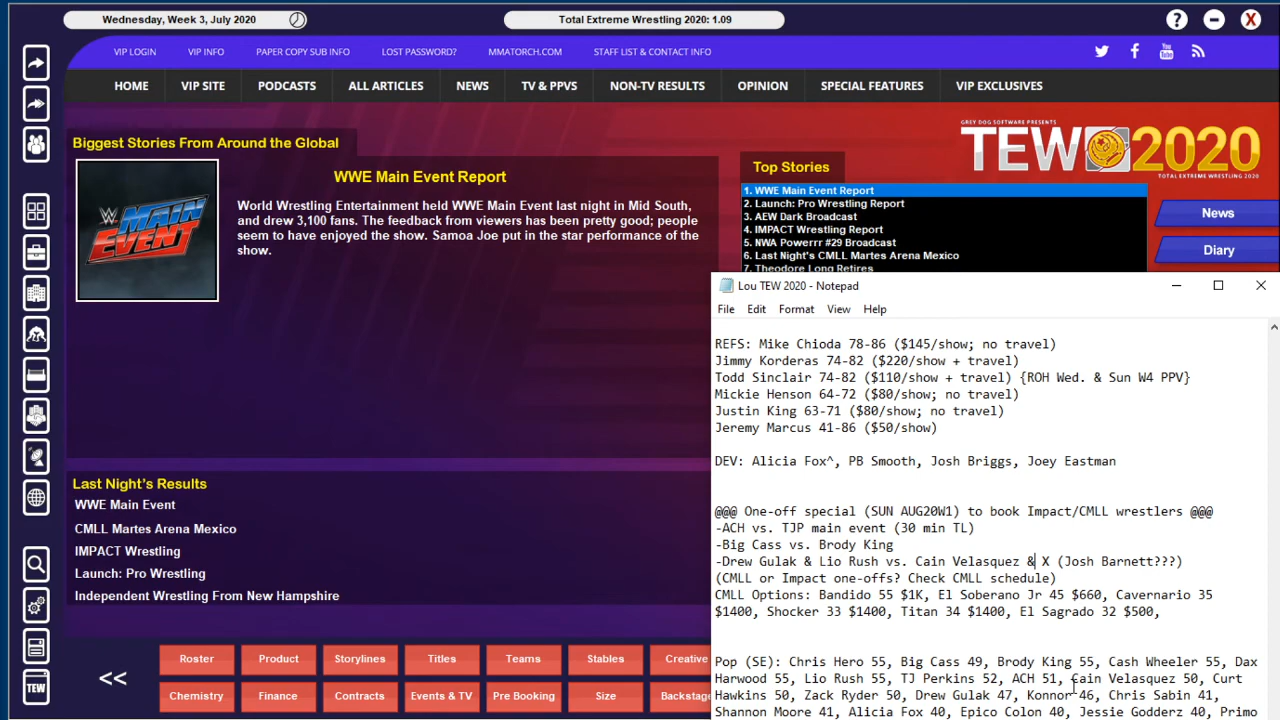 Wednesday, Week 3, July 2020
Total Extreme Wrestling 2020: 1.09
VIP LOGIN VIP INFO PAPER COPY SUB INFO LOST PASSWORD? MMATORCH.COM STAFF LIST & CONTACT INFO
HOME VIP SITE PODCASTS ALL ARTICLES NEWS TV & PPVS NON-TV RESULTS OPINION SPECIAL FEATURES VIP EXCLUSIVES
GREY DOG SOFTWARE PRESENTS
TEW 2020
TOTAL EXTREME WRESTLING 2020
Biggest Stories From Around the Global
WWE Main Event Report
World Wrestling Entertainment held WWE Main Event last night in Mid South,
and drew 3,100 fans. The feedback from viewers has been pretty good; people
seem to have enjoyed the show. Samoa Joe put in the star performance of the
show.
MAIN
EVENT
Top Stories
1. WWE Main Event Report
2. Launch: Pro Wrestling Report
3. AEW Dark Broadcast
4. IMPACT Wrestling Report
5. NWA Powerrr #29 Broadcast
6. Last Night's CMLL Martes Arena Mexico
7. Theodore Long Retires
News
Diary
Last Night's Results
WWE Main Event
CMLL Martes Arena Mexico
IMPACT Wrestling
Launch: Pro Wrestling
Independent Wrestling From New Hampshire
<<
Roster Product Storylines Titles Teams Stables Creative
Chemistry Finance Contracts Events & TV Pre Booking Size Backstage
TEW
Lou TEW 2020 - Notepad
File Edit Format View Help
REFS: Mike Chioda 78-86 ($145/show; no travel)
Jimmy Korderas 74-82 ($220/show + travel)
Todd Sinclair 74-82 ($110/show + travel) {ROH Wed. & Sun W4 PPV}
Mickie Henson 64-72 ($80/show; no travel)
Justin King 63-71 ($80/show; no travel)
Jeremy Marcus 41-86 ($50/show)
DEV: Alicia Fox^, PB Smooth, Josh Briggs, Joey Eastman
@@@ One-off special (SUN AUG20W1) to book Impact/CMLL wrestlers @@@
-ACH vs. TJP main event (30 min TL)
-Big Cass vs. Brody King
-Drew Gulak & Lio Rush vs. Cain Velasquez & X (Josh Barnett???)
(CMLL or Impact one-offs? Check CMLL schedule)
CMLL Options: Bandido 55 $1K, El Soberano Jr 45 $660, Cavernario 35
$1400, Shocker 33 $1400, Titan 34 $1400, El Sagrado 32 $500,
Pop (SE): Chris Hero 55, Big Cass 49, Brody King 55, Cash Wheeler 55, Dax
Harwood 55, Lio Rush 55, TJ Perkins 52, ACH 51, Cain Velasquez 50, Curt
Hawkins 50, Zack Ryder 50, Drew Gulak 47, Konnor 46, Chris Sabin 41,
Shannon Moore 41, Alicia Fox 40, Epico Colon 40, Jessie Godderz 40, Primo